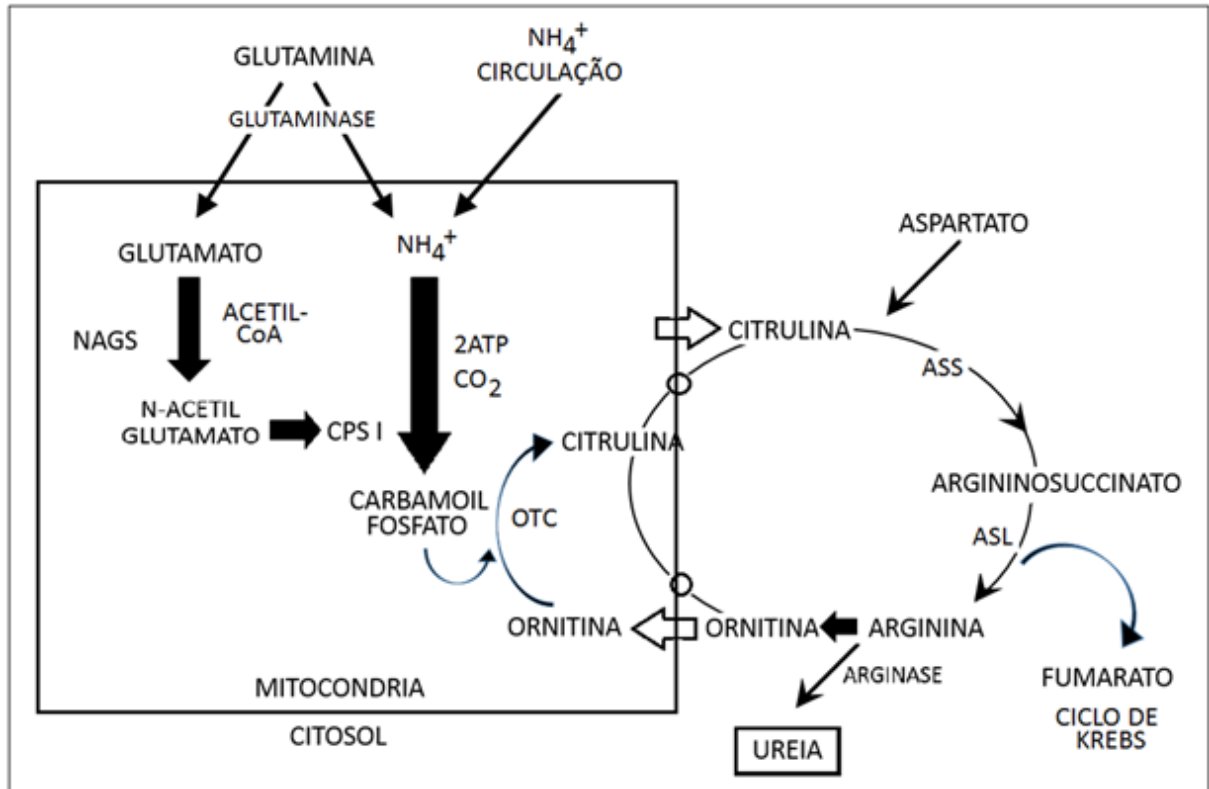 GLUTAMINA
NH4+
CIRCULAÇÃO
GLUTAMINASE
GLUTAMATO
NH4+
ASPARTATO
NAGS
ACETIL-
CoA
2ATP
CO2
CITRULINA
ASS
N-ACETIL
GLUTAMATO
CPS I
CITRULINA
CARBAMOIL
FOSFATO
OTC
ARGININOSUCCINATO
ASL
ORNITINA
ORNITINA
ARGININA
ARGINASE
FUMARATO
CICLO DE
KREBS
MITOCONDRIA
CITOSOL
UREIA